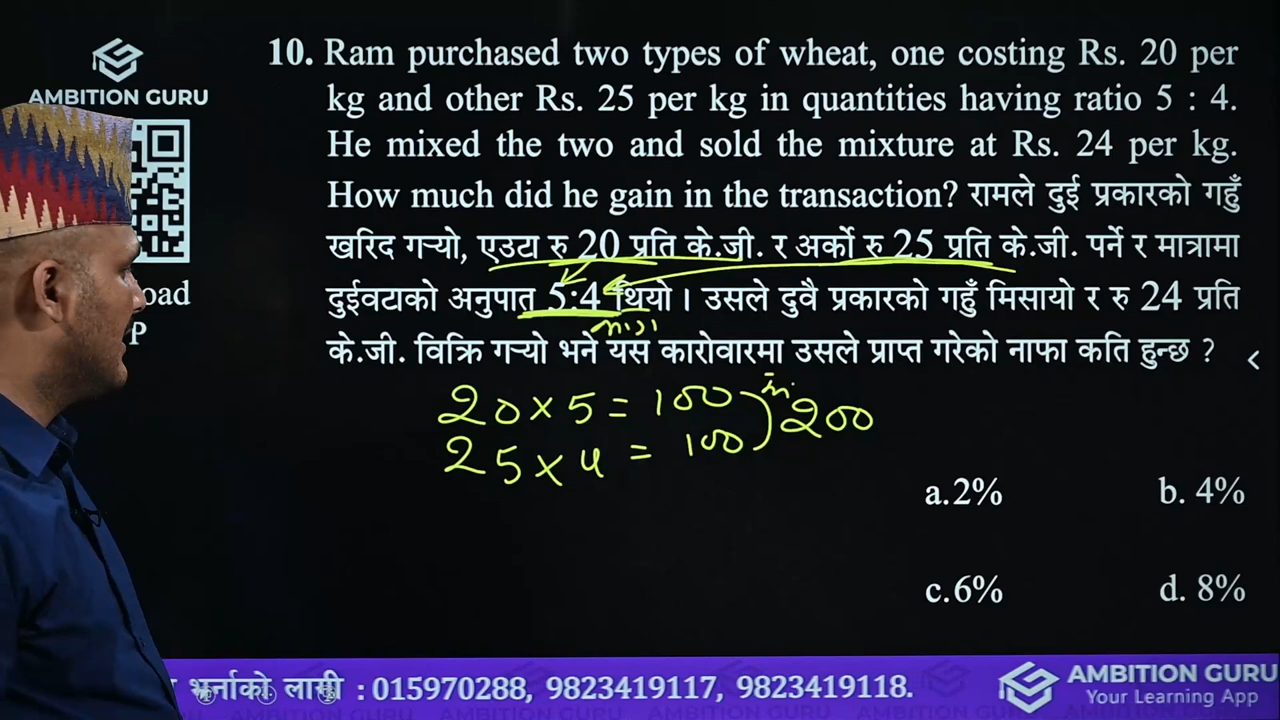 AMBITION GURU
10. Ram purchased two types of wheat, one costing Rs. 20 per
kg and other Rs. 25 per kg in quantities having ratio 5 : 4.
He mixed the two and sold the mixture at Rs. 24 per kg.
How much did he gain in the transaction? रामले दुई प्रकारको गहुँ
खरिद गर्‍यो, एउटा रु 20 प्रति के.जी. र अर्को रु 25 प्रति के.जी. पर्ने र मात्रामा
दुईवटाको अनुपात 5:4 थियो । उसले दुवै प्रकारको गहुँ मिसायो र रु 24 प्रति
के.जी. विक्रि गर्‍यो भने यस कारोवारमा उसले प्राप्त गरेको नाफा कति हुन्छ ?
oad
P
20 × 5 = 100
25 × 4 = 100
200
a.2% b. 4%
c.6% d. 8%
भर्नाको लागी : 015970288, 9823419117, 9823419118.
AMBITION GURU
Your Learning App